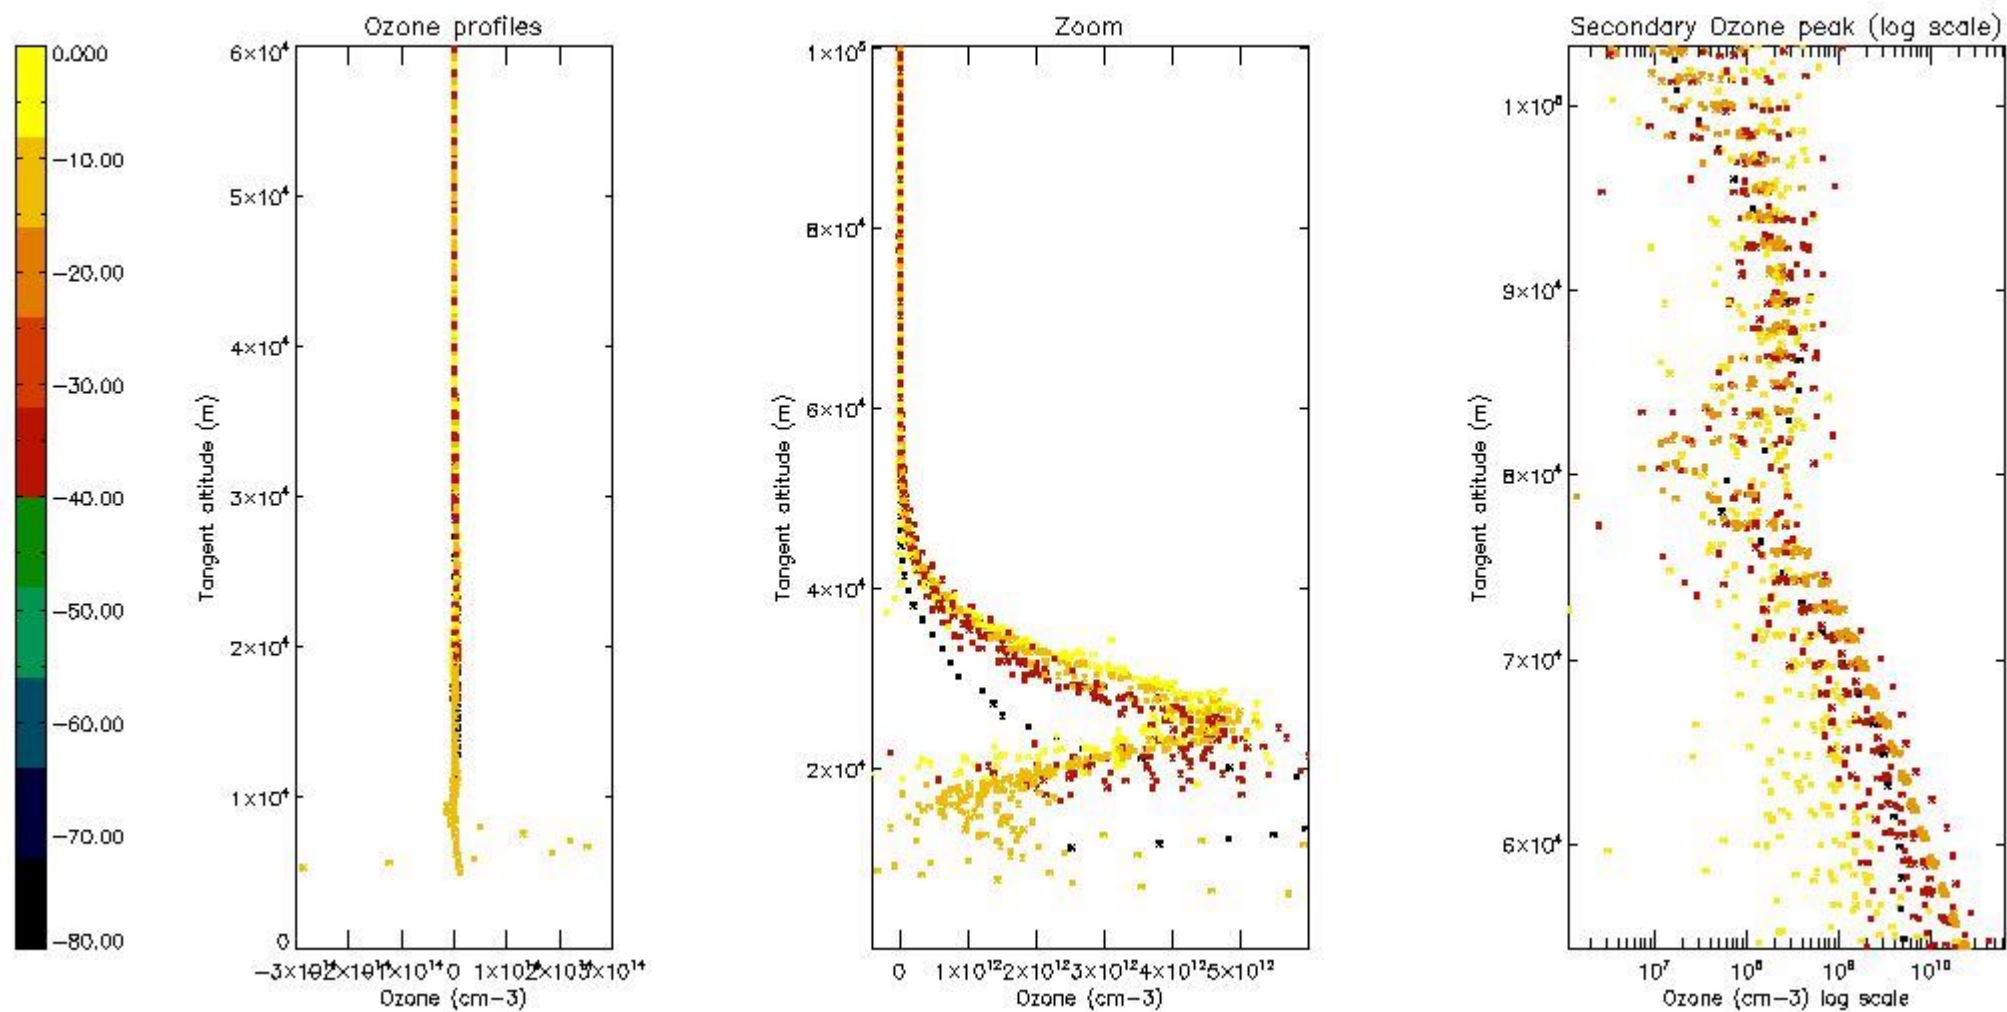 Ozone profiles
Zoom
Secondary Ozone peak (log scale)
0.000
−10.00
−20.00
−30.00
−40.00
−50.00
−60.00
−70.00
−80.00
6×10⁴
5×10⁴
4×10⁴
3×10⁴
2×10⁴
1×10⁴
0
Tangent altitude (m)
0
Ozone (cm−3)
1×10⁵
8×10⁴
6×10⁴
4×10⁴
2×10⁴
Tangent altitude (m)
0 1×10¹² 2×10¹² 3×10¹² 4×10¹² 5×10¹²
Ozone (cm−3)
9×10⁴
8×10⁴
7×10⁴
6×10⁴
Tangent altitude (m)
10⁷ 10⁸ 10⁹ 10¹⁰
Ozone (cm−3) log scale